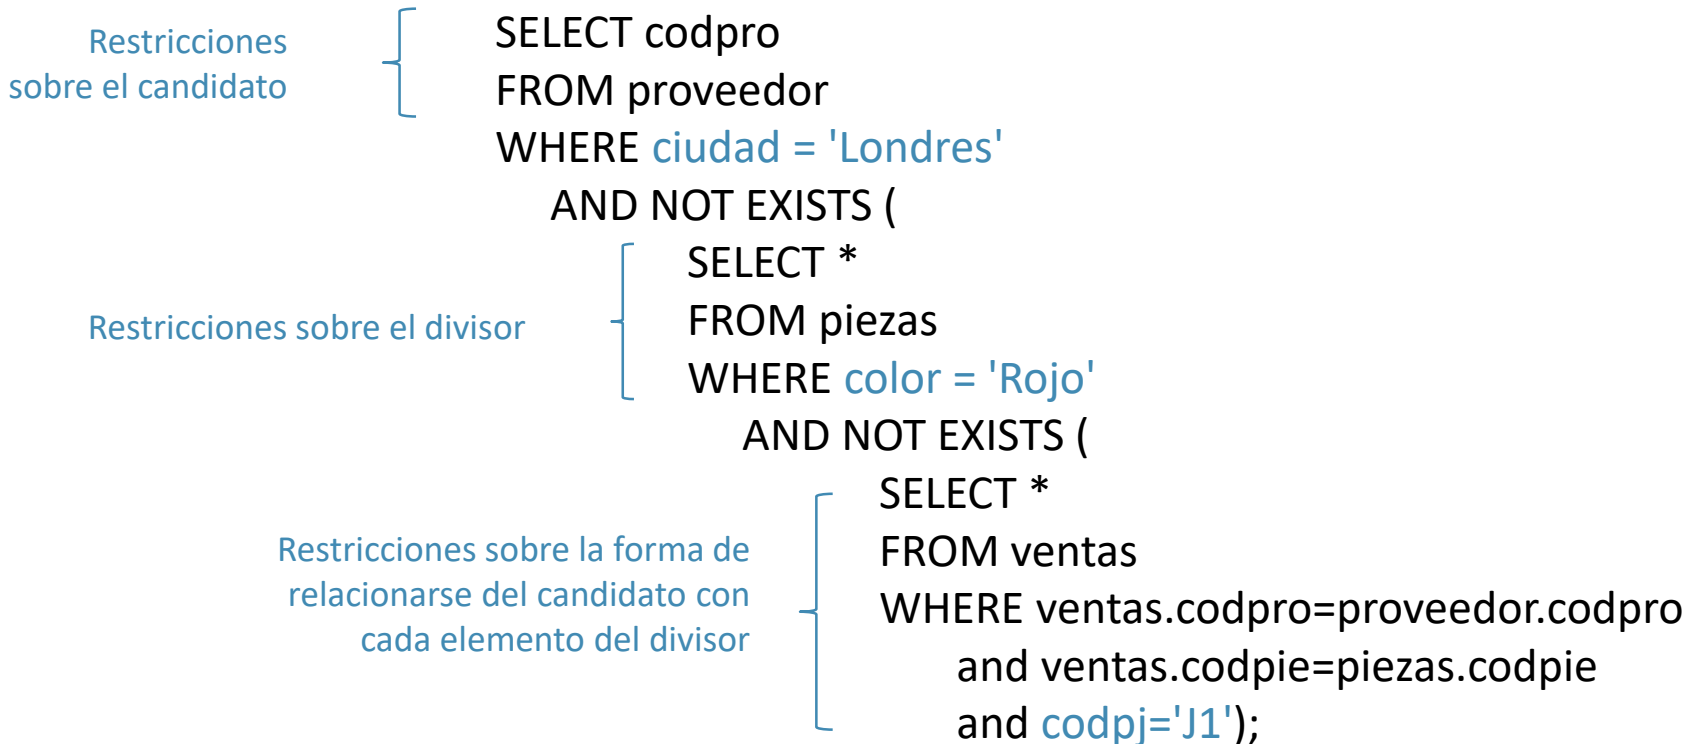 Restricciones
sobre el candidato
SELECT codpro
FROM proveedor
WHERE ciudad = 'Londres'
AND NOT EXISTS (
Restricciones sobre el divisor
SELECT *
FROM piezas
WHERE color = 'Rojo'
AND NOT EXISTS (
Restricciones sobre la forma de
relacionarse del candidato con
cada elemento del divisor
SELECT *
FROM ventas
WHERE ventas.codpro=proveedor.codpro
and ventas.codpie=piezas.codpie
and codpj='J1');